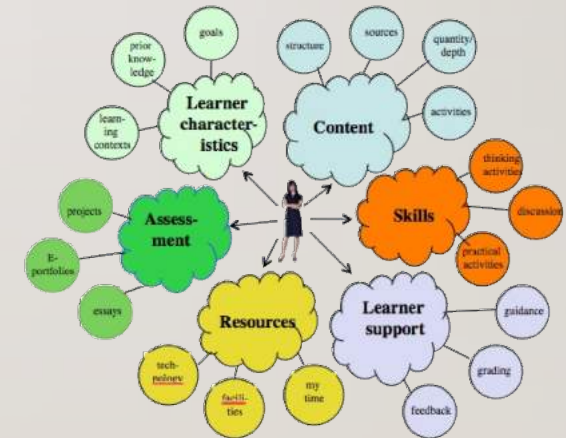 goals
prior
know-
ledge
learn-
ing
contexts
Learner
character-
istics
structure
sources
quantity/
depth
activities
Content
thinking
activities
discussion
practical
activities
Skills
projects
E-
portfolios
essays
Assess-
ment
Resources
tech-
nology
facili-
ties
my
time
Learner
support
guidance
grading
feedback